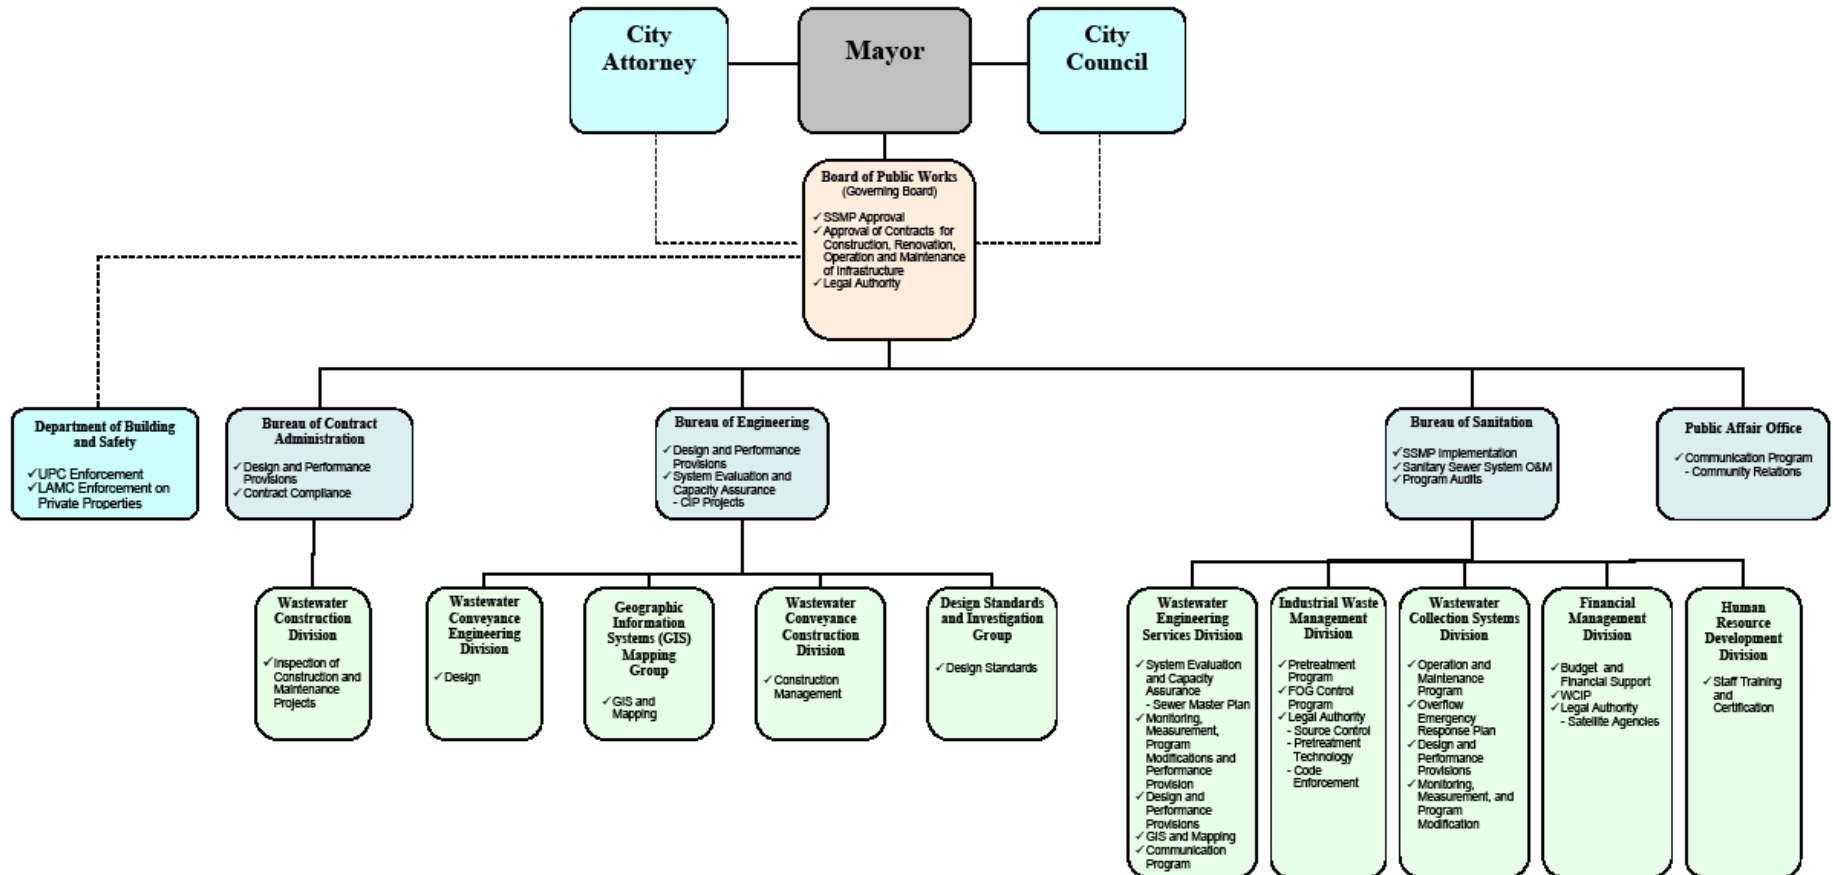 City
Attorney
Mayor
City
Council
Board of Public Works
(Governing Board)
✓SSMP Approval
✓Approval of Contracts for
Construction, Renovation,
Operation and Maintenance
of Infrastructure
✓Legal Authority
Department of Building
and Safety
✓UPC Enforcement
✓LAMC Enforcement on
Private Properties
Bureau of Contract
Administration
✓Design and Performance
Provisions
✓Contract Compliance
Bureau of Engineering
✓Design and Performance
Provisions
✓System Evaluation and
Capacity Assurance
- CIP Projects
Bureau of Sanitation
✓SSMP Implementation
✓Sanitary Sewer System O&M
✓Program Audits
Public Affair Office
✓Communication Program
- Community Relations
Wastewater
Construction
Division
✓Inspection of
Construction and
Maintenance
Projects
Wastewater
Conveyance
Engineering
Division
✓Design
Geographic
Information
Systems (GIS)
Mapping
Group
✓GIS and
Mapping
Wastewater
Conveyance
Construction
Division
✓Construction
Management
Design Standards
and Investigation
Group
✓Design Standards
Wastewater
Engineering
Services Division
✓System Evaluation
and Capacity
Assurance
- Sewer Master Plan
✓Monitoring,
Measurement,
Program
Modifications and
Performance
Provision
✓Design and
Performance
Provisions
✓GIS and Mapping
✓Communication
Program
Industrial Waste
Management
Division
✓Pretreatment
Program
✓FOG Control
Program
✓Legal Authority
- Source Control
- Pretreatment
Technology
- Code
Enforcement
Wastewater
Collection Systems
Division
✓Operation and
Maintenance
Program
✓Overflow
Emergency
Response Plan
✓Design and
Performance
Provisions
✓Monitoring,
Measurement, and
Program
Modification
Financial
Management
Division
✓Budget and
Financial Support
✓WCIP
✓Legal Authority
- Satellite Agencies
Human
Resource
Development
Division
✓Staff Training
and
Certification